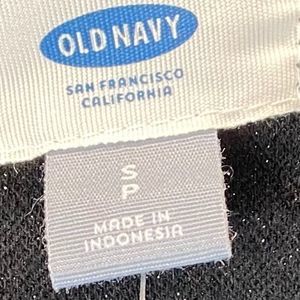 OLD NAVY
SAN FRANCISCO
CALIFORNIA
S
P
MADE IN
INDONESIA